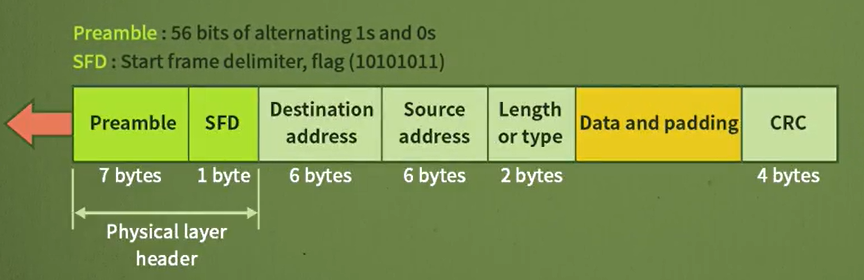 Preamble : 56 bits of alternating 1s and 0s
SFD : Start frame delimiter, flag (10101011)
Preamble
SFD
Destination
address
Source
address
Length
or type
Data and padding
CRC
7 bytes
1 byte
6 bytes
6 bytes
2 bytes
4 bytes
Physical layer
header